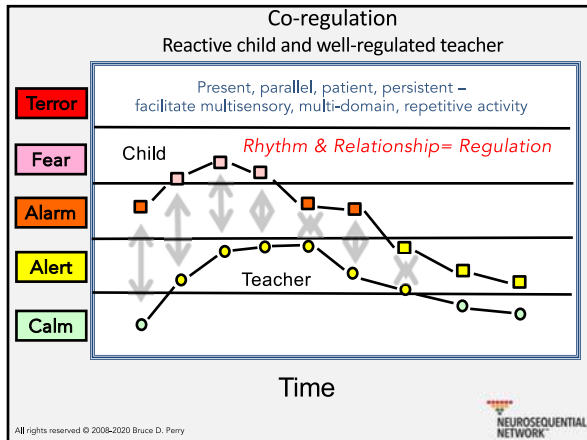 Co-regulation
Reactive child and well-regulated teacher
Present, parallel, patient, persistent –
facilitate multisensory, multi-domain, repetitive activity
Terror
Rhythm & Relationship= Regulation
Child
Fear
Alarm
Alert
Teacher
Calm
Time
All rights reserved © 2008-2020 Bruce D. Perry
NEUROSEQUENTIAL
NETWORK™